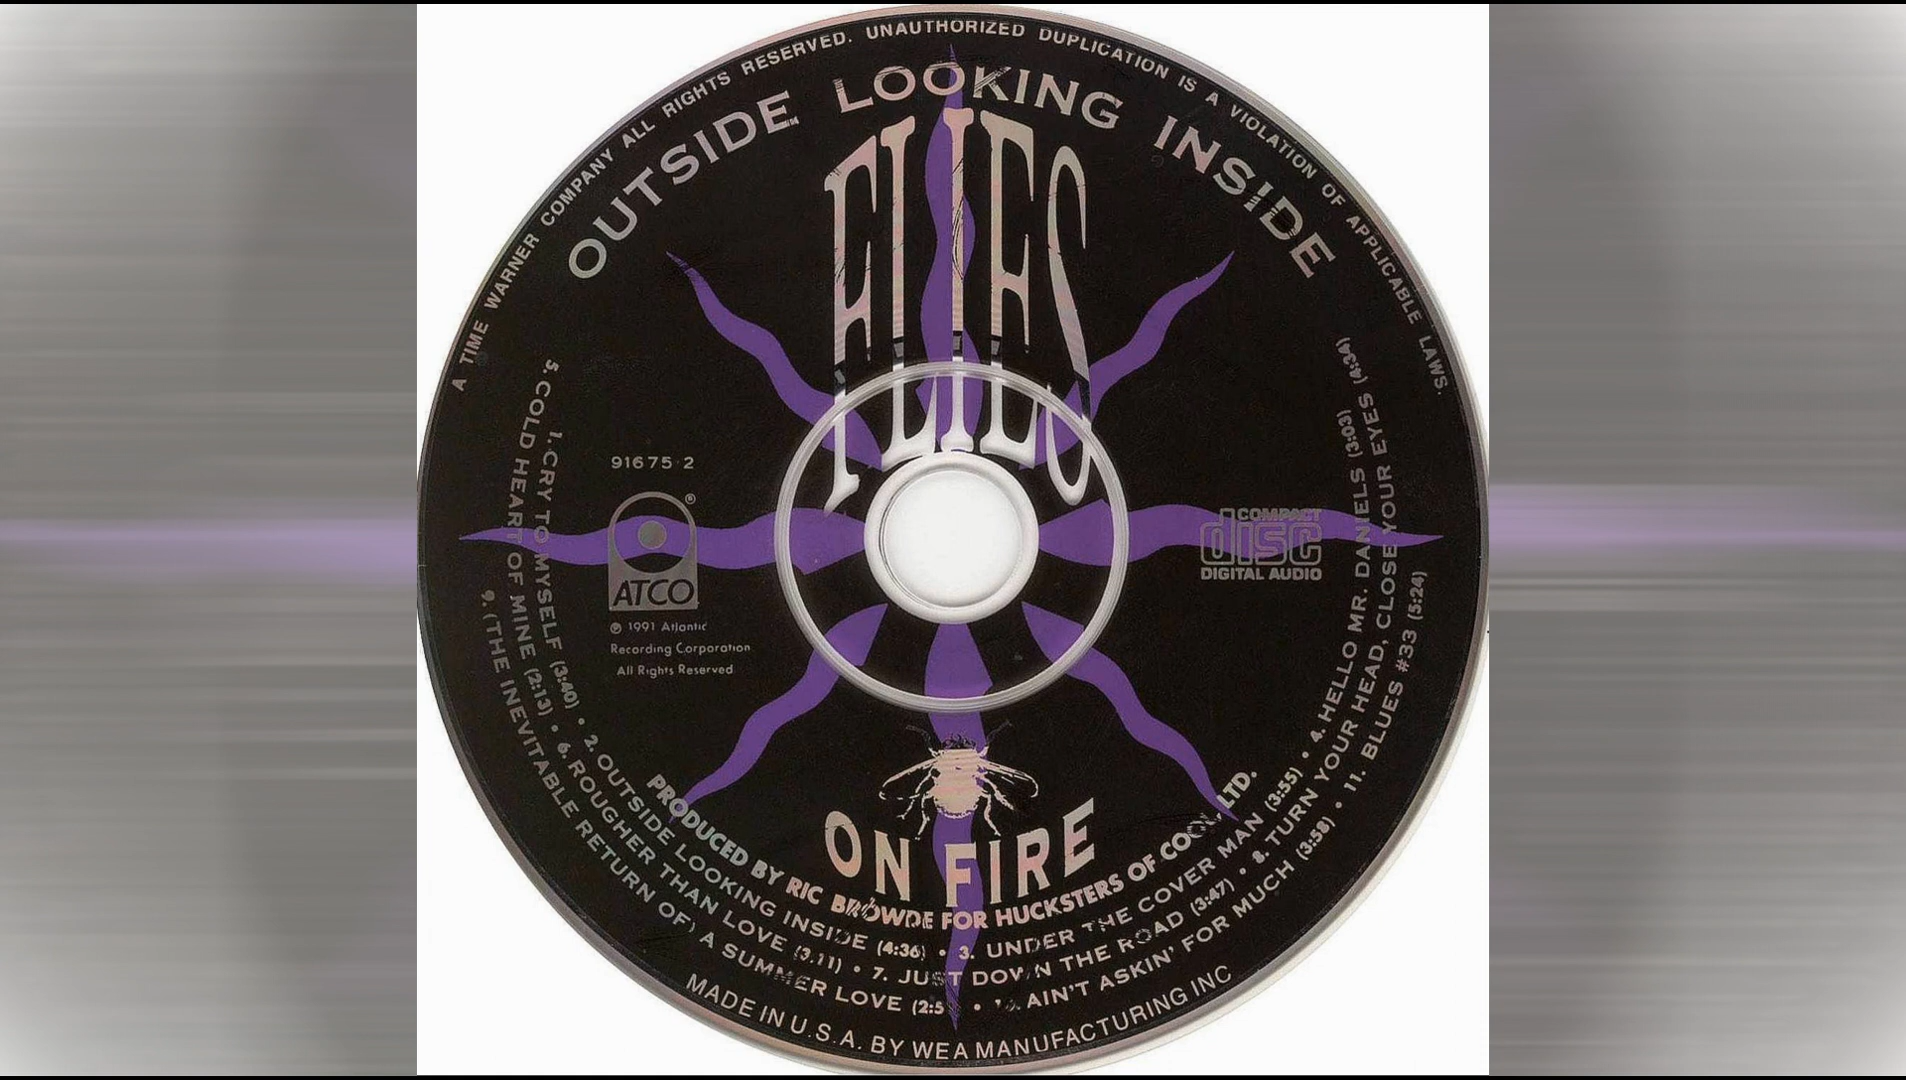 A TIME WARNER COMPANY ALL RIGHTS RESERVED. UNAUTHORIZED DUPLICATION IS A VIOLATION OF APPLICABLE LAWS.
OUTSIDE LOOKING INSIDE
FLIES
91675-2
®
ATCO
COMPACT
disc
DIGITAL AUDIO
℗ 1991 Atlantic
Recording Corporation
All Rights Reserved
ON FIRE
PRODUCED BY RIC BROWDE FOR HUCKSTERS OF COOL, LTD.
1. CRY TO MYSELF (3:40) • 2. OUTSIDE LOOKING INSIDE (4:36) • 3. UNDER THE COVER MAN (3:55) • 4. HELLO MR. DANIELS (3:03)
5. COLD HEART OF MINE (2:13) • 6. ROUGHER THAN LOVE (3:11) • 7. JUST DOWN THE ROAD (3:47) • 8. TURN YOUR HEAD, CLOSE YOUR EYES (4:34)
9. (THE INEVITABLE RETURN OF) A SUMMER LOVE • AIN'T ASKIN' FOR MUCH (3:58) • 11. BLUES #33 (5:24)
MADE IN U.S.A. BY WEA MANUFACTURING INC